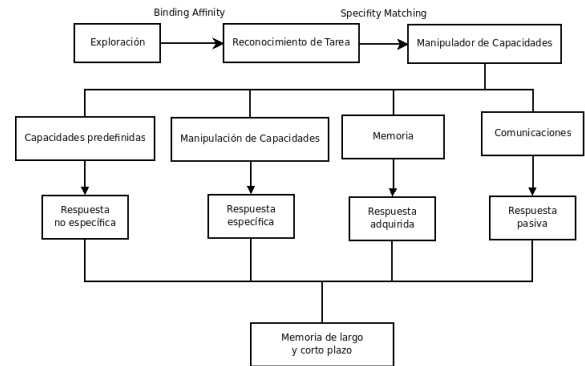 Binding Affinity
Specifity Matching
Exploración
Reconocimiento de Tarea
Manipulador de Capacidades
Capacidades predefinidas
Manipulación de Capacidades
Memoria
Comunicaciones
Respuesta
no específica
Respuesta
específica
Respuesta
adquirida
Respuesta
pasiva
Memoria de largo
y corto plazo